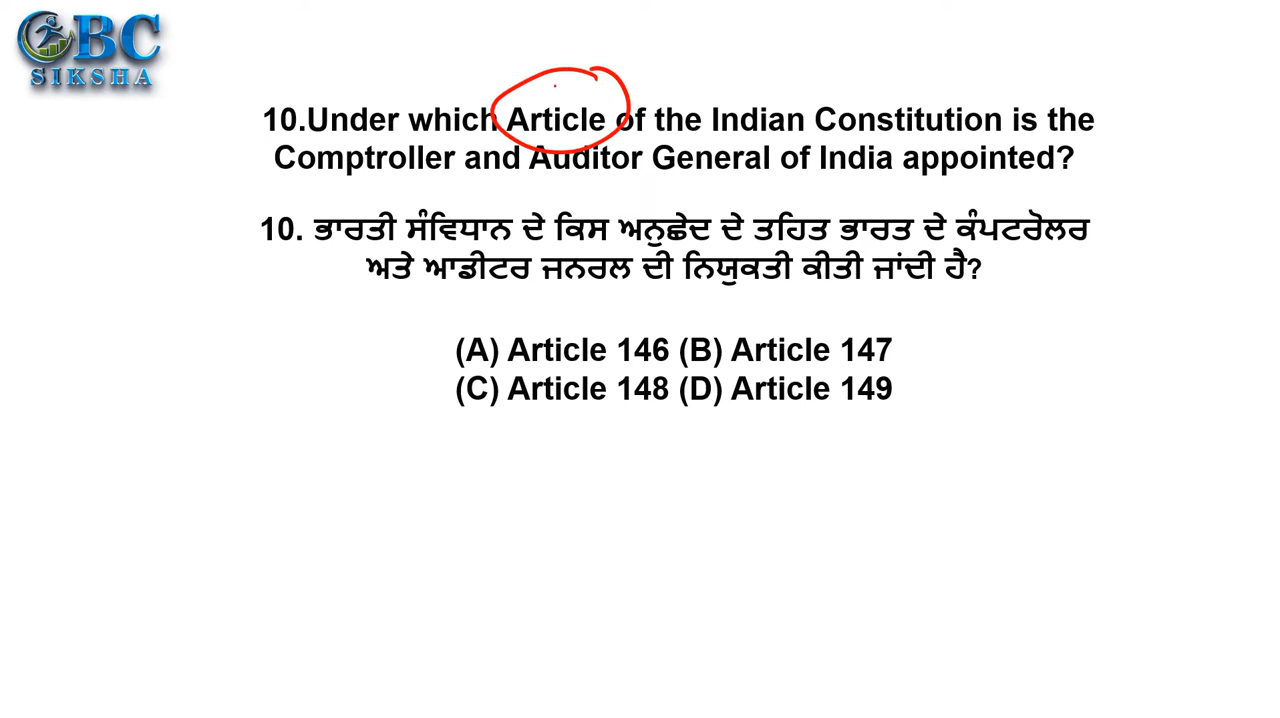 OBC
SIKSHA
10.Under which Article of the Indian Constitution is the
Comptroller and Auditor General of India appointed?
10. ਭਾਰਤੀ ਸੰਵਿਧਾਨ ਦੇ ਕਿਸ ਅਨੁਛੇਦ ਦੇ ਤਹਿਤ ਭਾਰਤ ਦੇ ਕੰਪਟਰੋਲਰ
ਅਤੇ ਆਡੀਟਰ ਜਨਰਲ ਦੀ ਨਿਯੁਕਤੀ ਕੀਤੀ ਜਾਂਦੀ ਹੈ?
(A) Article 146 (B) Article 147
(C) Article 148 (D) Article 149